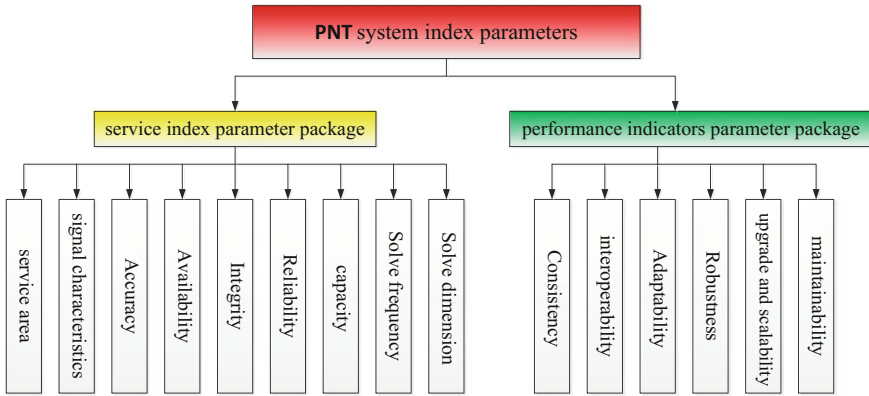 PNT system index parameters
service index parameter package
performance indicators parameter package
service area
signal characteristics
Accuracy
Availability
Integrity
Reliability
capacity
Solve frequency
Solve dimension
Consistency
interoperability
Adaptability
Robustness
upgrade and scalability
maintainability